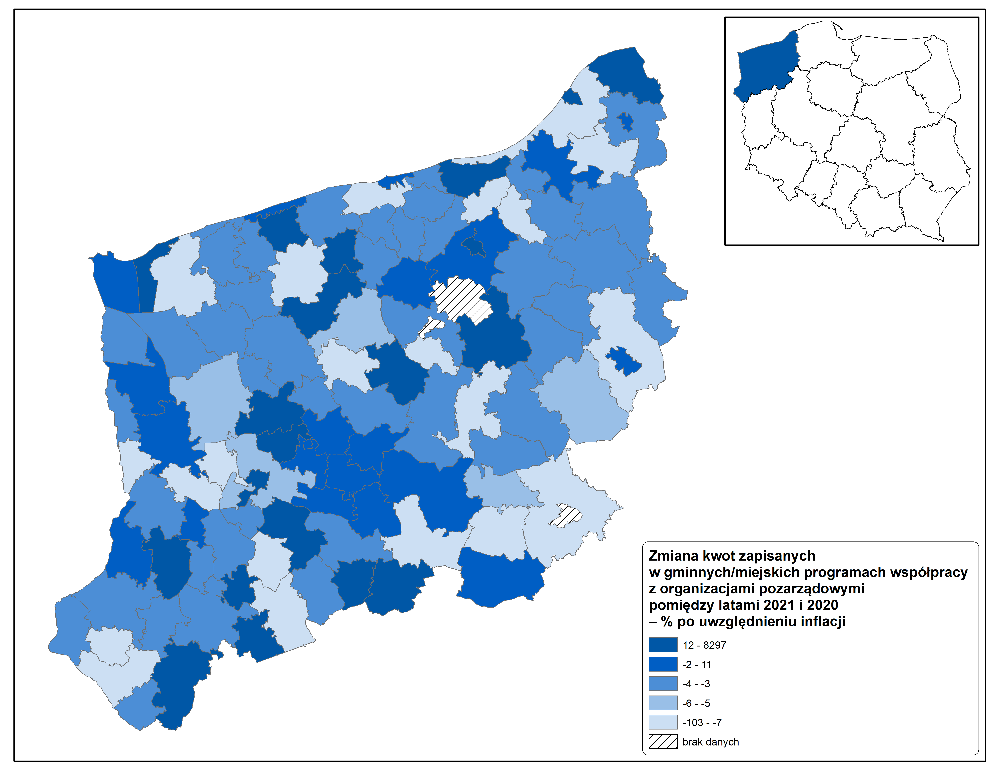 Zmiana kwot zapisanych
w gminnych/miejskich programach współpracy
z organizacjami pozarządowymi
pomiędzy latami 2021 i 2020
– % po uwzględnieniu inflacji
12 - 8297
-2 - 11
-4 - -3
-6 - -5
-103 - -7
brak danych